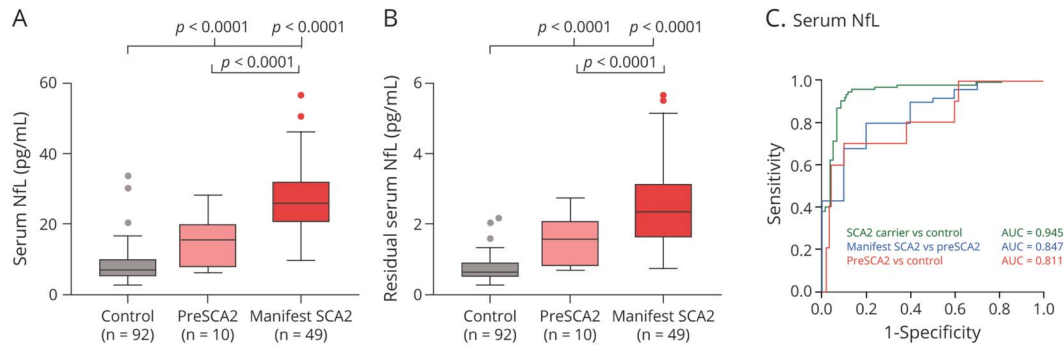 A
p < 0.0001
p < 0.0001
p < 0.0001
Serum NfL (pg/mL)
60
60
20
0
Control
(n = 92)
PreSCA2
(n = 10)
Manifest SCA2
(n = 49)
B
p < 0.0001
p < 0.0001
p < 0.0001
Residual serum NfL (pg/mL)
6
4
2
0
Control
(n = 92)
PreSCA2
(n = 10)
Manifest SCA2
(n = 49)
C. Serum NfL
Sensitivity
1.0
0.8
0.6
0.4
0.2
0.0
SCA2 carrier vs control AUC = 0.945
Manifest SCA2 vs preSCA2 AUC = 0.847
PreSCA2 vs control AUC = 0.811
0.0
0.2
0.4
0.6
0.8
1.0
1-Specificity